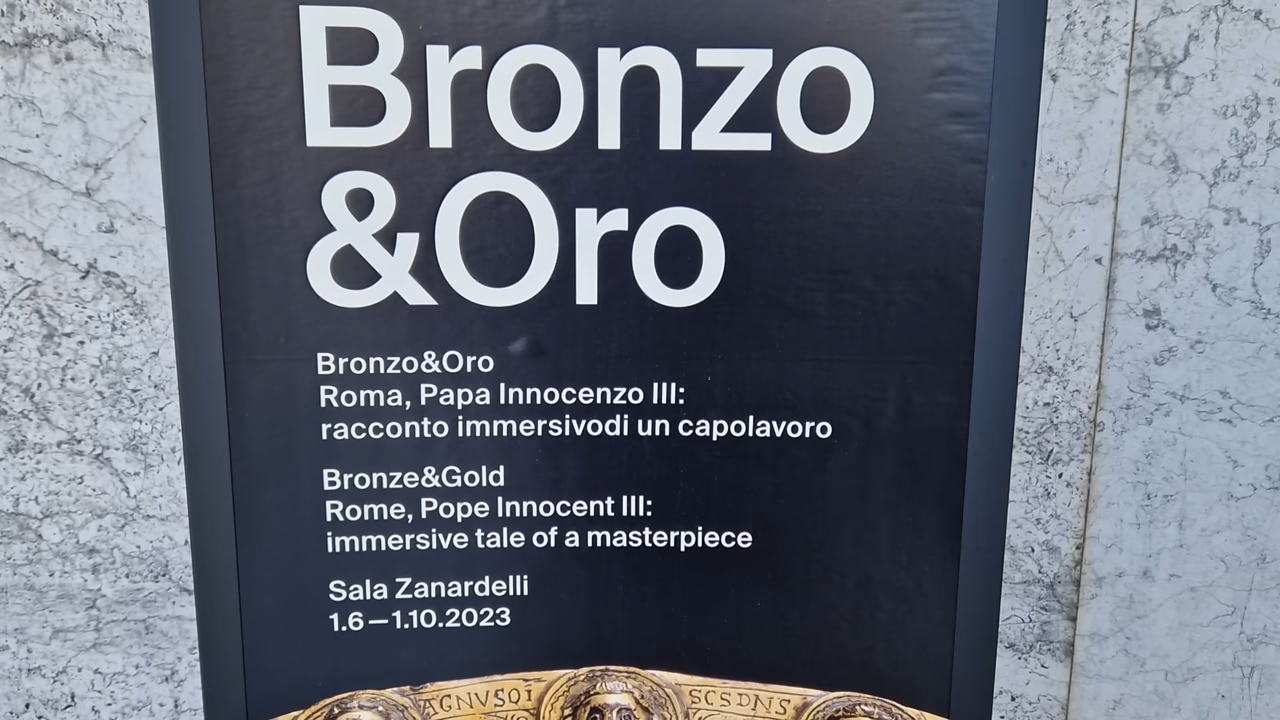 Bronzo
&Oro
Bronzo&Oro
Roma, Papa Innocenzo III:
racconto immersivodi un capolavoro
Bronze&Gold
Rome, Pope Innocent III:
immersive tale of a masterpiece
Sala Zanardelli
1.6—1.10.2023
AGNVSQI SCSDNS